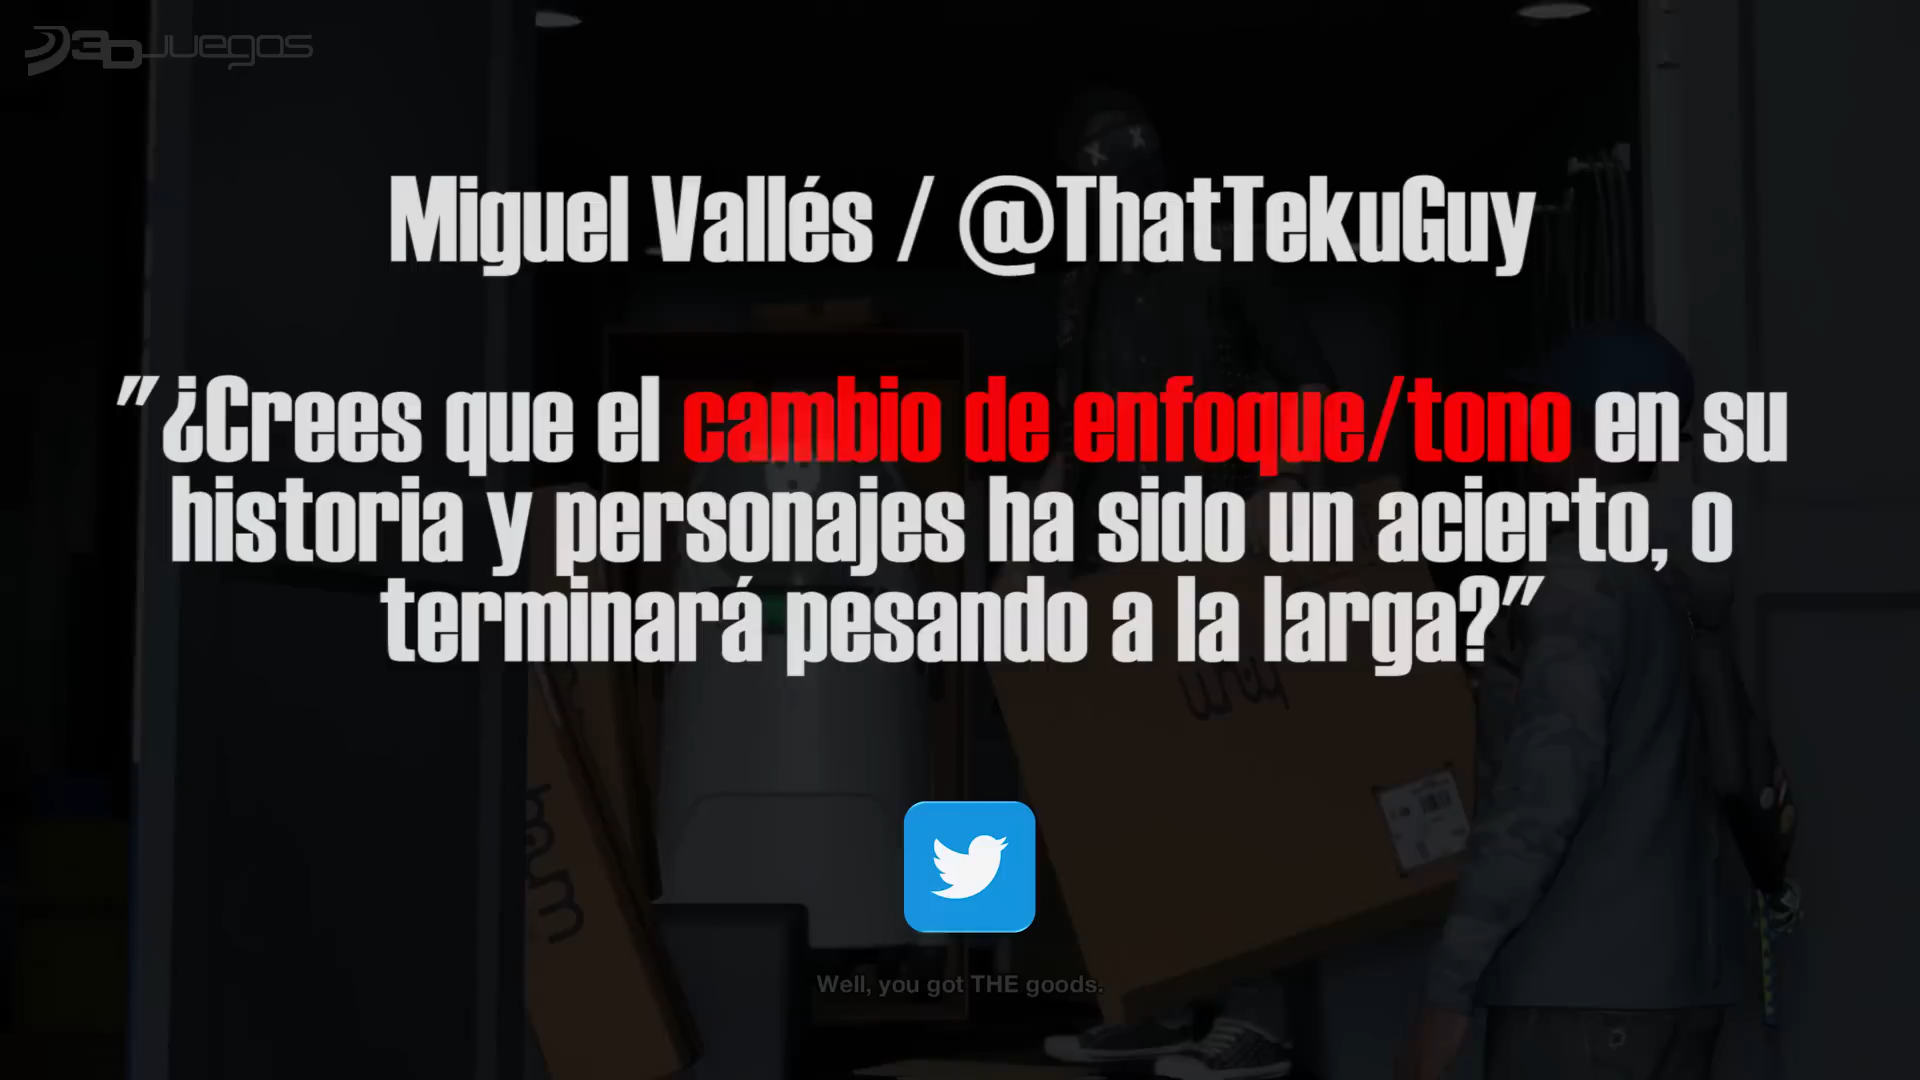 3DJuegos
Miguel Vallés / @ThatTekuGuy
"¿Crees que el cambio de enfoque/tono en su
historia y personajes ha sido un acierto, o
terminará pesando a la larga?"
Well, you got THE goods.